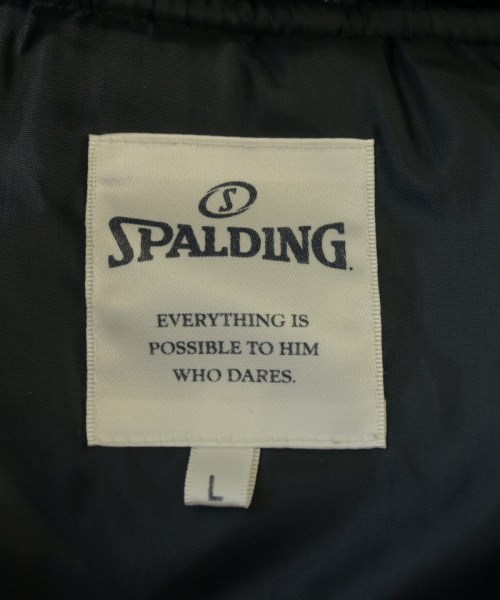 S
SPALDING.
EVERYTHING IS
POSSIBLE TO HIM
WHO DARES.
L